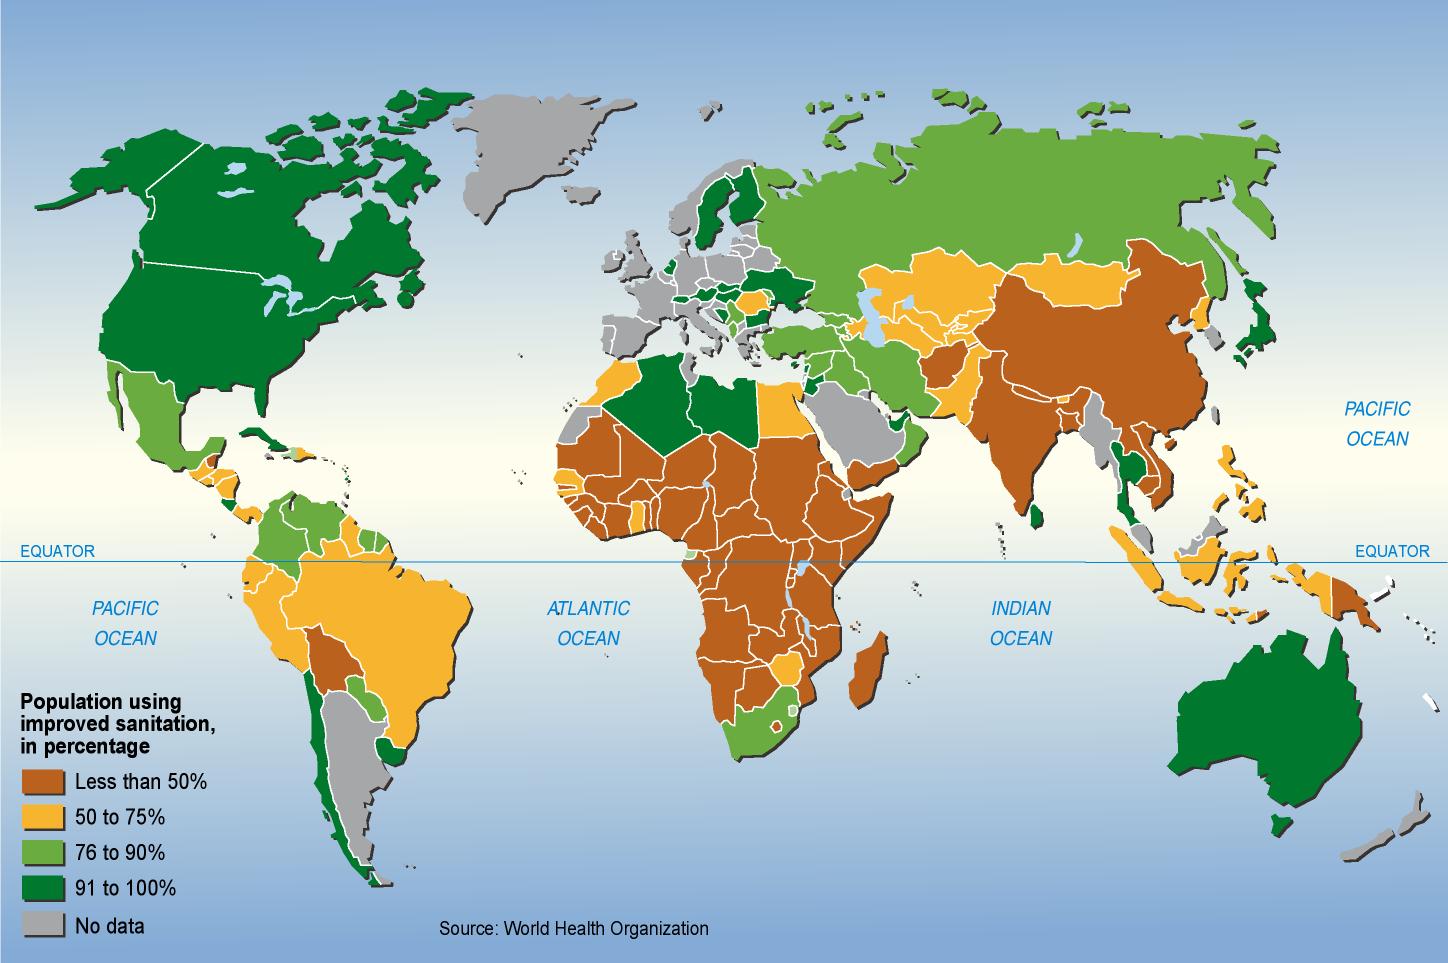 PACIFIC
OCEAN
EQUATOR
EQUATOR
PACIFIC
OCEAN
ATLANTIC
OCEAN
INDIAN
OCEAN
Population using
improved sanitation,
in percentage
Less than 50%
50 to 75%
76 to 90%
91 to 100%
No data
Source: World Health Organization